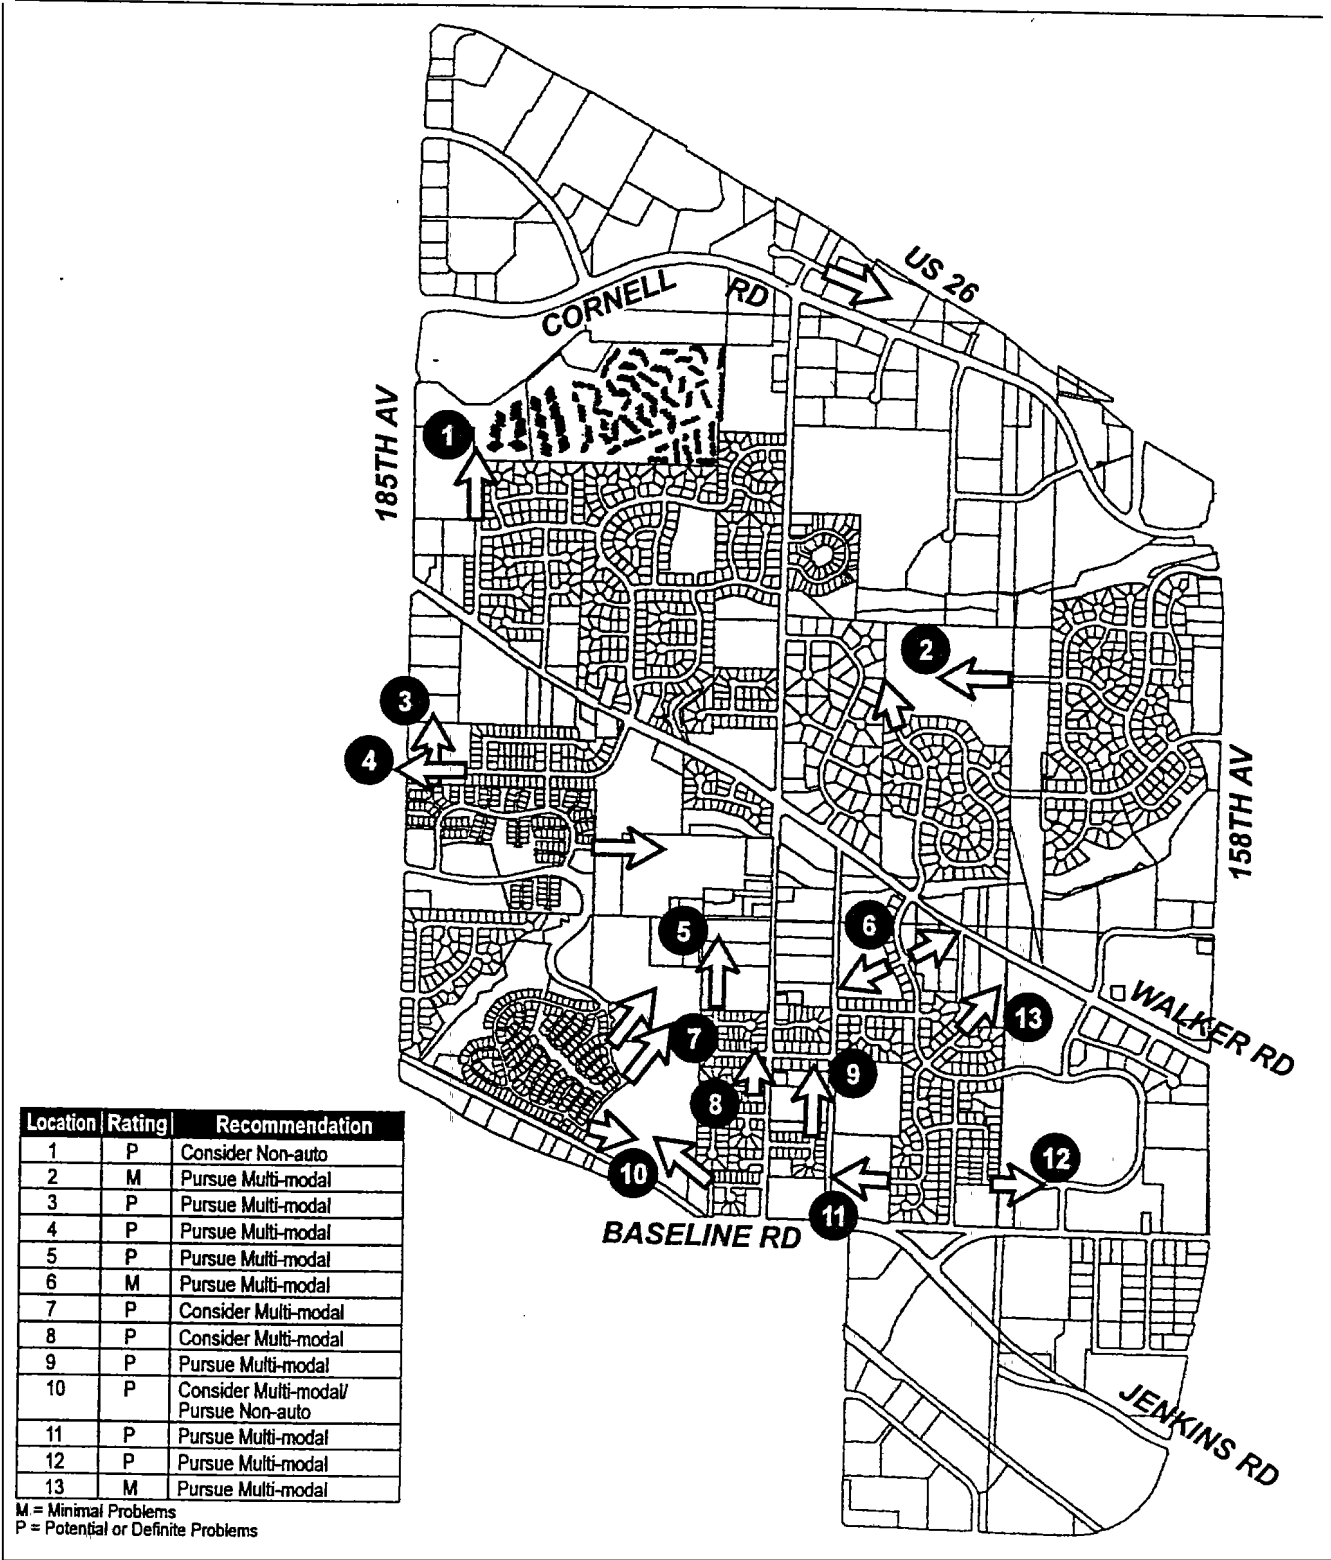 US 26
CORNELL RD
185TH AV
1
2
3
4
158TH AV
5
6
WALKER RD
13
7
9
8
12
10
11
BASELINE RD
JENKINS RD
Location Rating Recommendation
1 P Consider Non-auto
2 M Pursue Multi-modal
3 P Pursue Multi-modal
4 P Pursue Multi-modal
5 P Pursue Multi-modal
6 M Pursue Multi-modal
7 P Consider Multi-modal
8 P Consider Multi-modal
9 P Pursue Multi-modal
10 P Consider Multi-modal/
Pursue Non-auto
11 P Pursue Multi-modal
12 P Pursue Multi-modal
13 M Pursue Multi-modal
M = Minimal Problems
P = Potential or Definite Problems